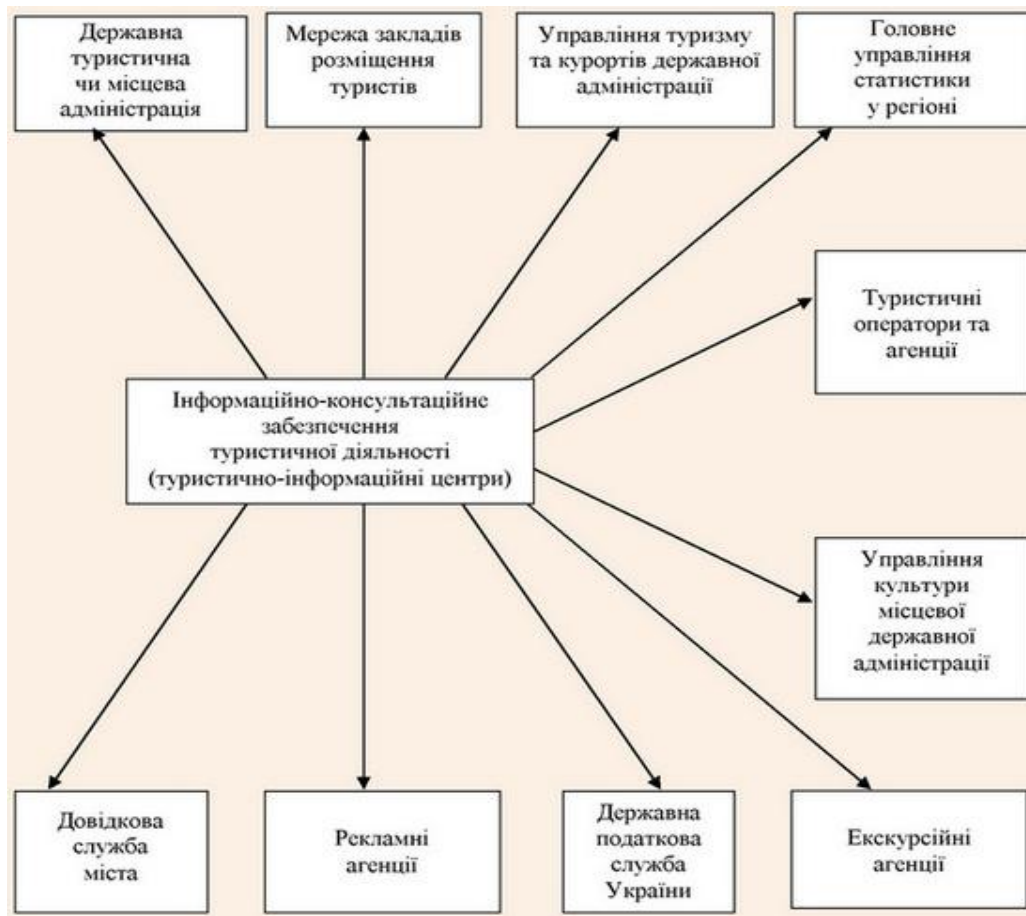 Державна
туристична
чи місцева
адміністрація
Мережа закладів
розміщення
туристів
Управління туризму
та курортів державної
адміністрації
Головне
управління
статистики
у регіоні
Туристичні
оператори та
агенції
Інформаційно-консультаційне
забезпечення
туристичної діяльності
(туристично-інформаційні центри)
Управління
культури
місцевої
державної
адміністрації
Довідкова
служба
міста
Рекламні
агенції
Державна
податкова
служба
України
Екскурсійні
агенції